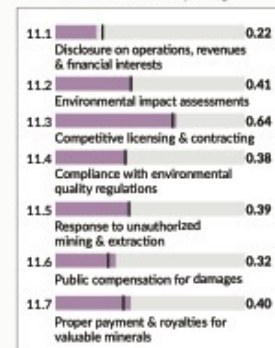 11.1 0.22
Disclosure on operations, revenues
& financial interests
11.2 0.41
Environmental impact assessments
11.3 0.64
Competitive licensing & contracting
11.4 0.38
Compliance with environmental
quality regulations
11.5 0.39
Response to unauthorized
mining & extraction
11.6 0.32
Public compensation for damages
11.7 0.40
Proper payment & royalties for
valuable minerals